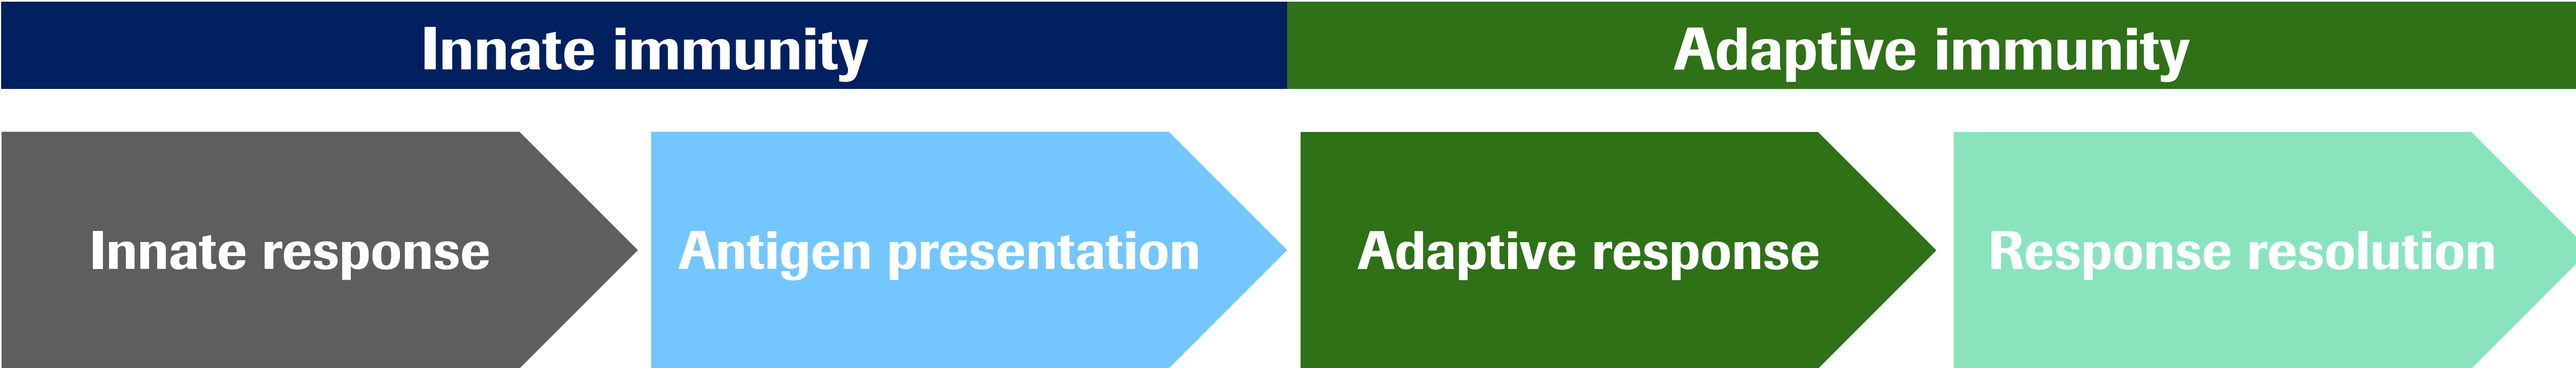 Innate immunity
Adaptive immunity
Innate response
Antigen presentation
Adaptive response
Response resolution